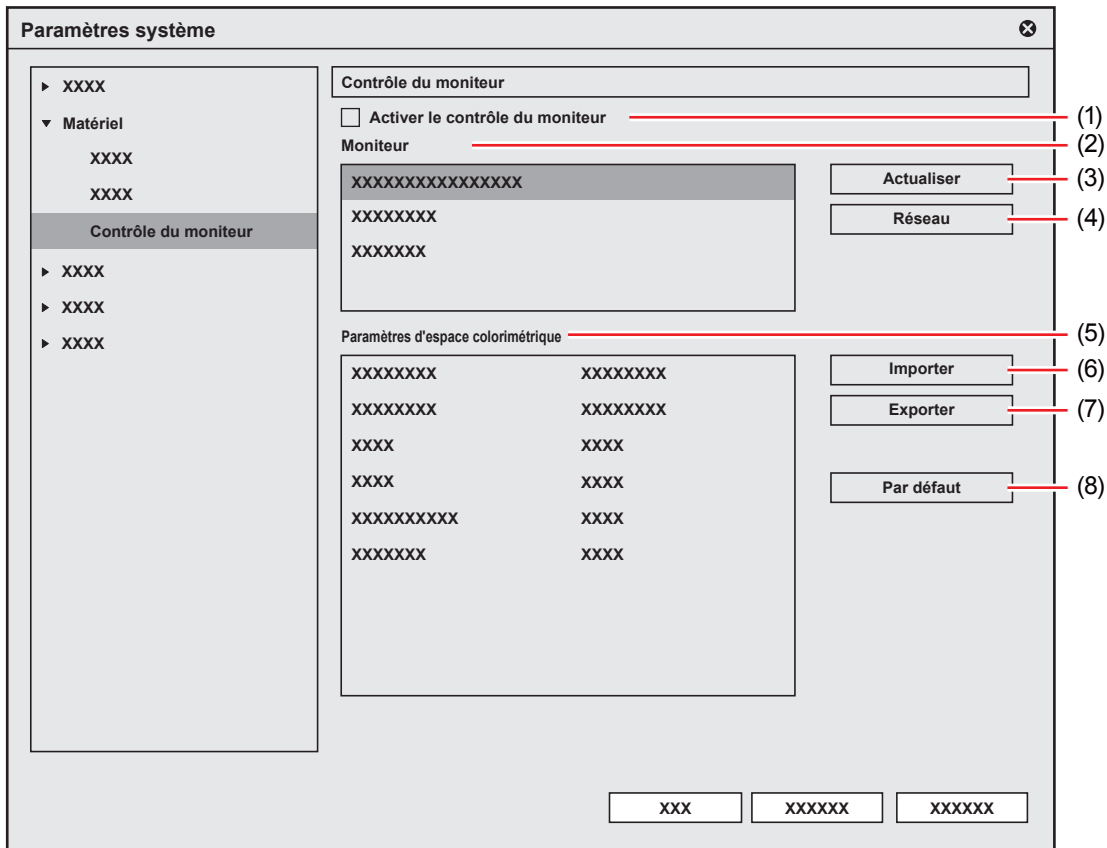 Paramètres système
XXXX
Matériel
XXXX
XXXX
Contrôle du moniteur
XXXX
XXXX
XXXX
Contrôle du moniteur
Activer le contrôle du moniteur
(1)
Moniteur
(2)
XXXXXXXXXXXXXXXX
XXXXXXXX
XXXXXXX
Actualiser
(3)
Réseau
(4)
Paramètres d'espace colorimétrique
(5)
XXXXXXXX XXXXXXXX
XXXXXXXX XXXXXXXX
XXXX XXXX
XXXX XXXX
XXXXXXXXXX XXXX
XXXXXXX XXXX
Importer
(6)
Exporter
(7)
Par défaut
(8)
XXX
XXXXXX
XXXXXX